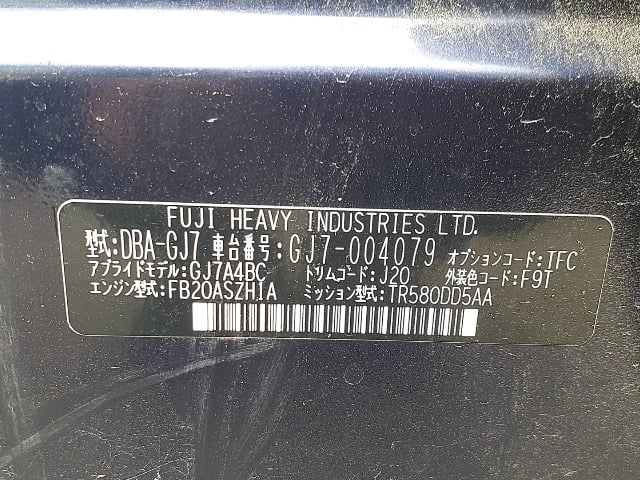 FUJI HEAVY INDUSTRIES LTD.
型式:DBA-GJ7 車台番号:GJ7-004079 オプションコード:TFC
アプライドモデル:GJ7A4BC トリムコード:J20 外装色コード:F9T
エンジン型式:FB20ASZH1A ミッション型式:TR580DD5AA